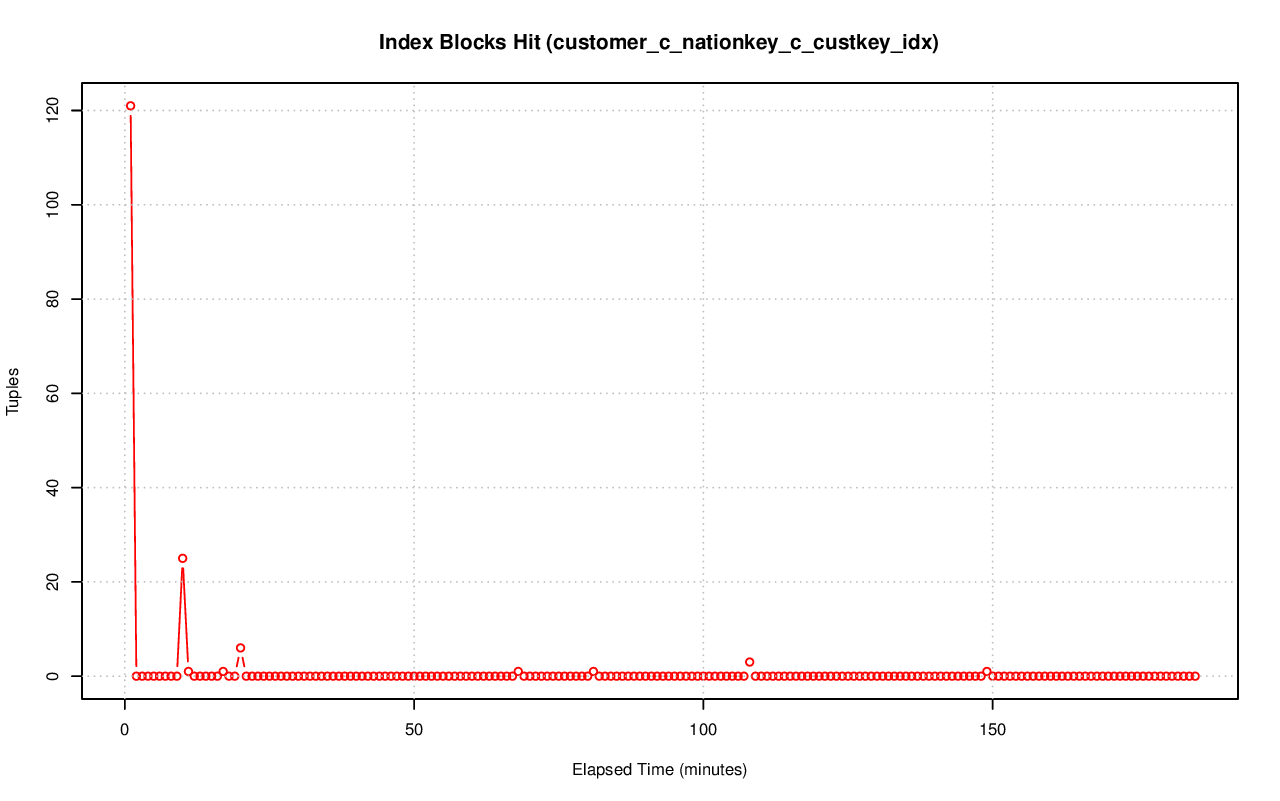 Index Blocks Hit (customer_c_nationkey_c_custkey_idx)
120
100
80
60
40
20
0
Tuples
0 50 100 150
Elapsed Time (minutes)